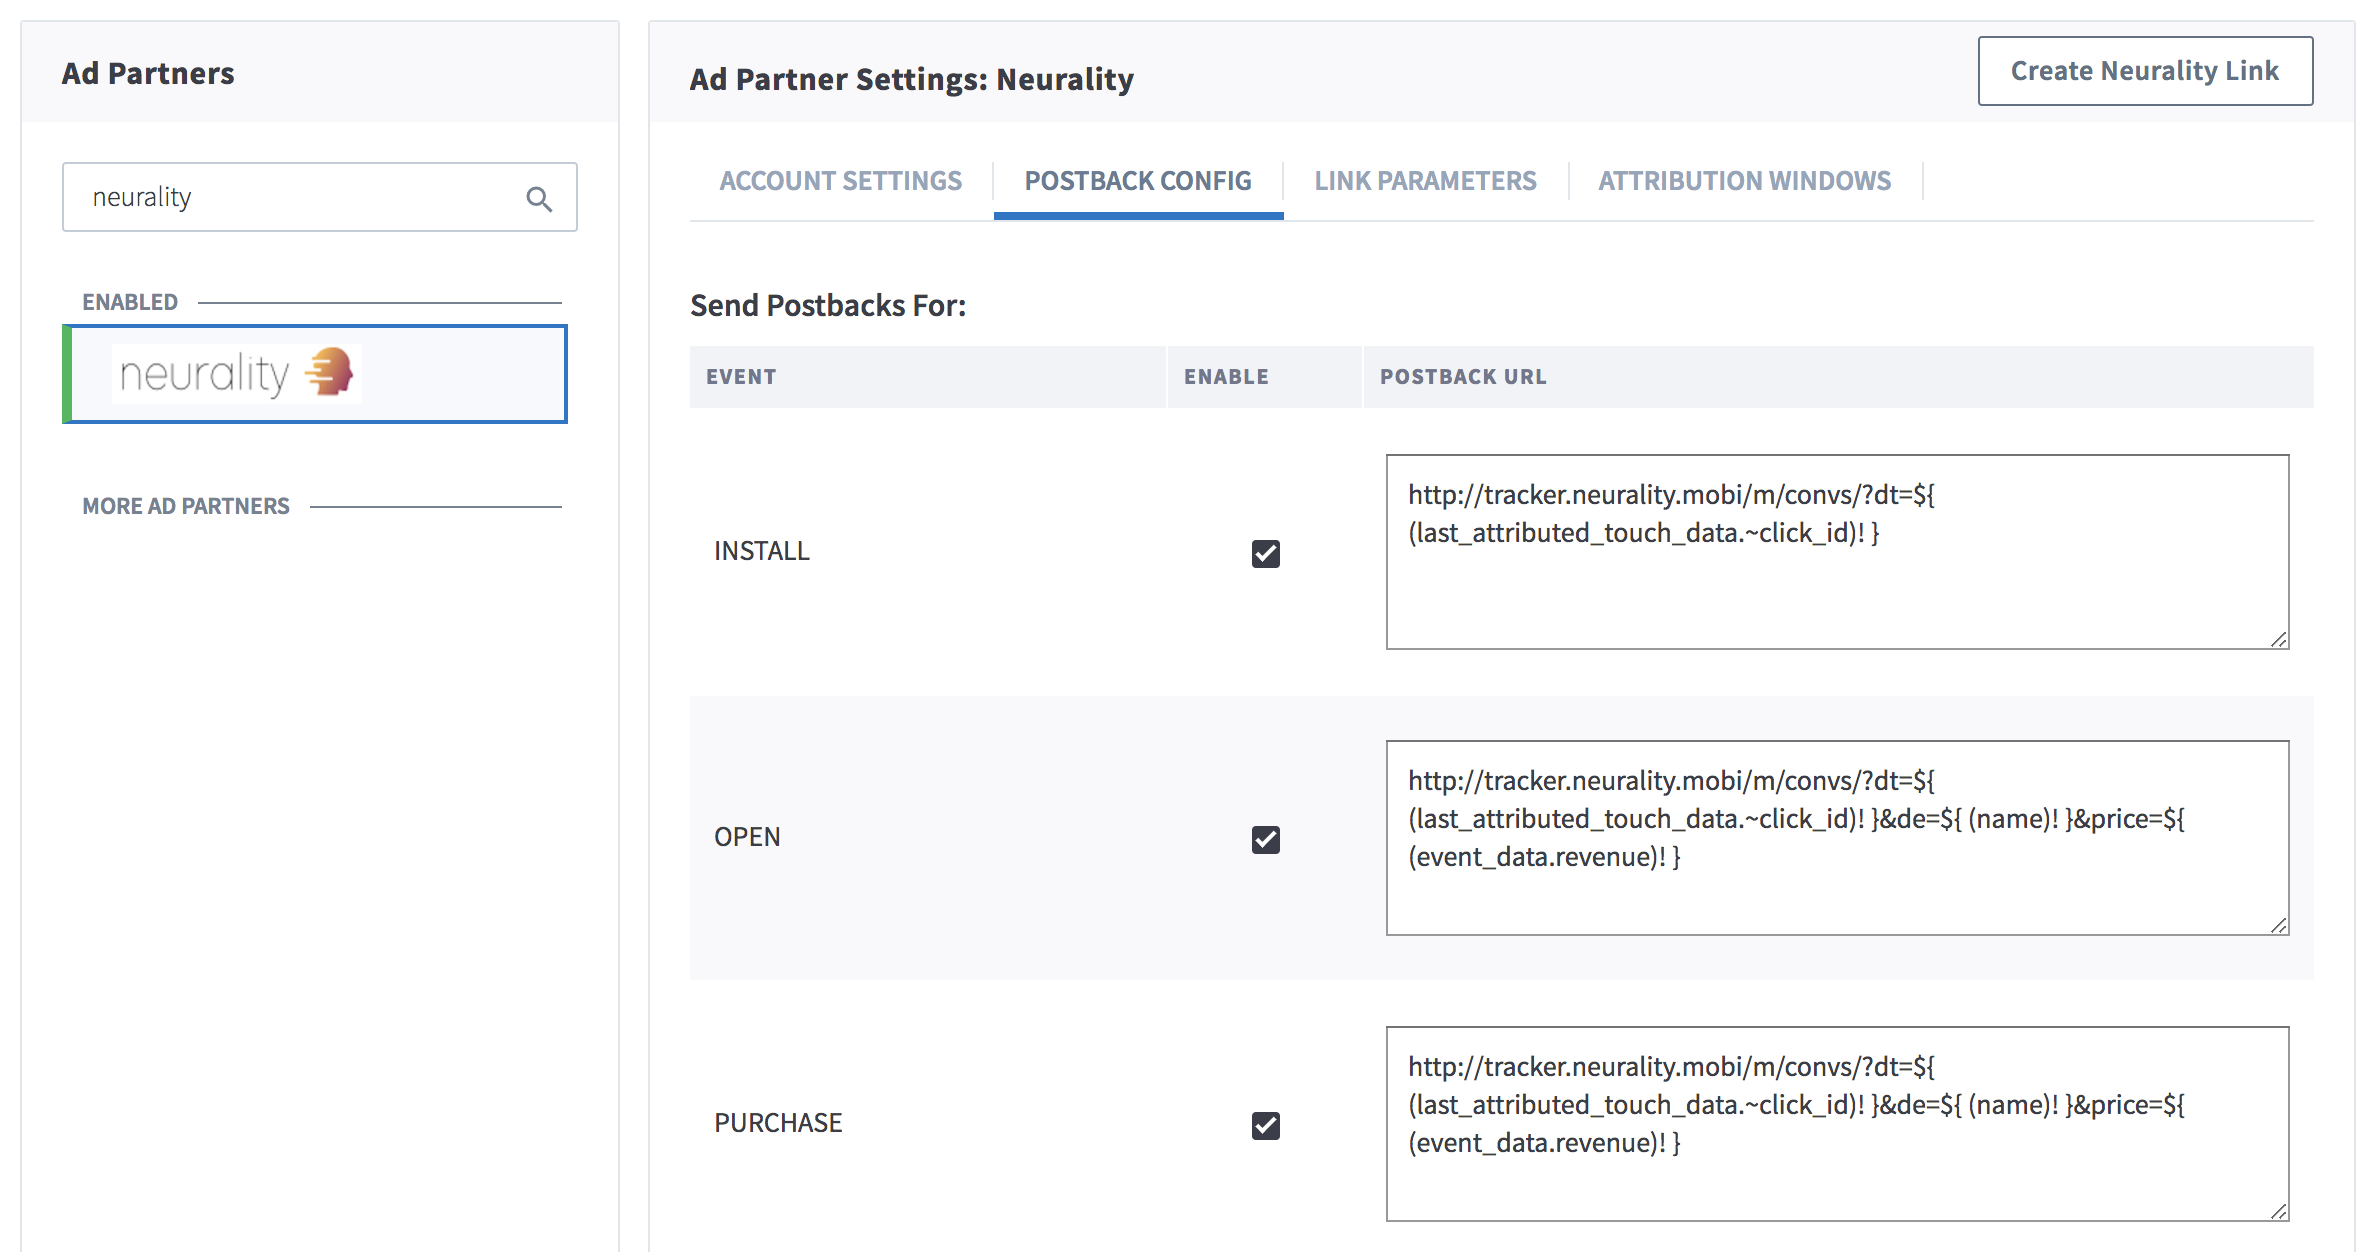 Ad Partners
neurality
ENABLED
neurality
MORE AD PARTNERS
Ad Partner Settings: Neurality
Create Neurality Link
ACCOUNT SETTINGS
POSTBACK CONFIG
LINK PARAMETERS
ATTRIBUTION WINDOWS
Send Postbacks For:
EVENT
ENABLE
POSTBACK URL
INSTALL
http://tracker.neurality.mobi/m/convs/?dt=${
(last_attributed_touch_data.~click_id)! }
OPEN
http://tracker.neurality.mobi/m/convs/?dt=${
(last_attributed_touch_data.~click_id)! }&de=${ (name)! }&price=${
(event_data.revenue)! }
PURCHASE
http://tracker.neurality.mobi/m/convs/?dt=${
(last_attributed_touch_data.~click_id)! }&de=${ (name)! }&price=${
(event_data.revenue)! }